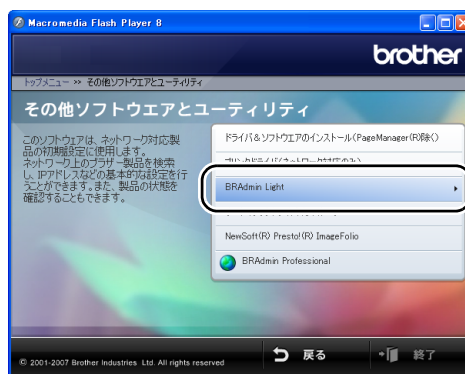 Macromedia Flash Player 8
brother
トップメニュー >> その他ソフトウエアとユーティリティ
その他ソフトウエアとユーティリティ
このソフトウエアは、ネットワーク対応製
品の初期設定に使用します。
ネットワーク上のブラザー製品を検索
し、IPアドレスなどの基本的な設定を行
うことができます。また、製品の状態を
確認することもできます。
ドライバ&ソフトウエアのインストール(PageManager(R)除く)
BRAdmin Light
NewSoft(R) Presto!(R) ImageFolio
BRAdmin Professional
© 2001-2007 Brother Industries Ltd. All rights reserved
戻る
終了